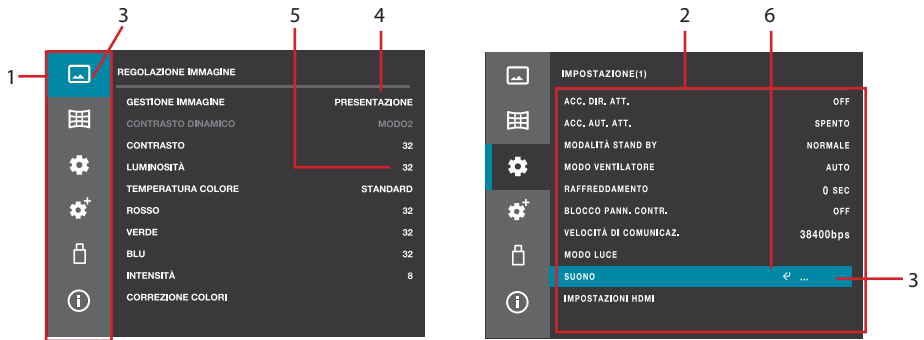 3 5 4
1
REGOLAZIONE IMMAGINE
GESTIONE IMMAGINE PRESENTAZIONE
CONTRASTO DINAMICO MODO2
CONTRASTO 32
LUMINOSITÀ 32
TEMPERATURA COLORE STANDARD
ROSSO 32
VERDE 32
BLU 32
INTENSITÀ 8
CORREZIONE COLORI
2 6
IMPOSTAZIONE(1)
ACC. DIR. ATT. OFF
ACC. AUT. ATT. SPENTO
MODALITÀ STAND BY NORMALE
MODO VENTILATORE AUTO
RAFFREDDAMENTO 0 SEC
BLOCCO PANN. CONTR. OFF
VELOCITÀ DI COMUNICAZ. 38400bps
MODO LUCE
SUONO ↵ ... 3
IMPOSTAZIONI HDMI